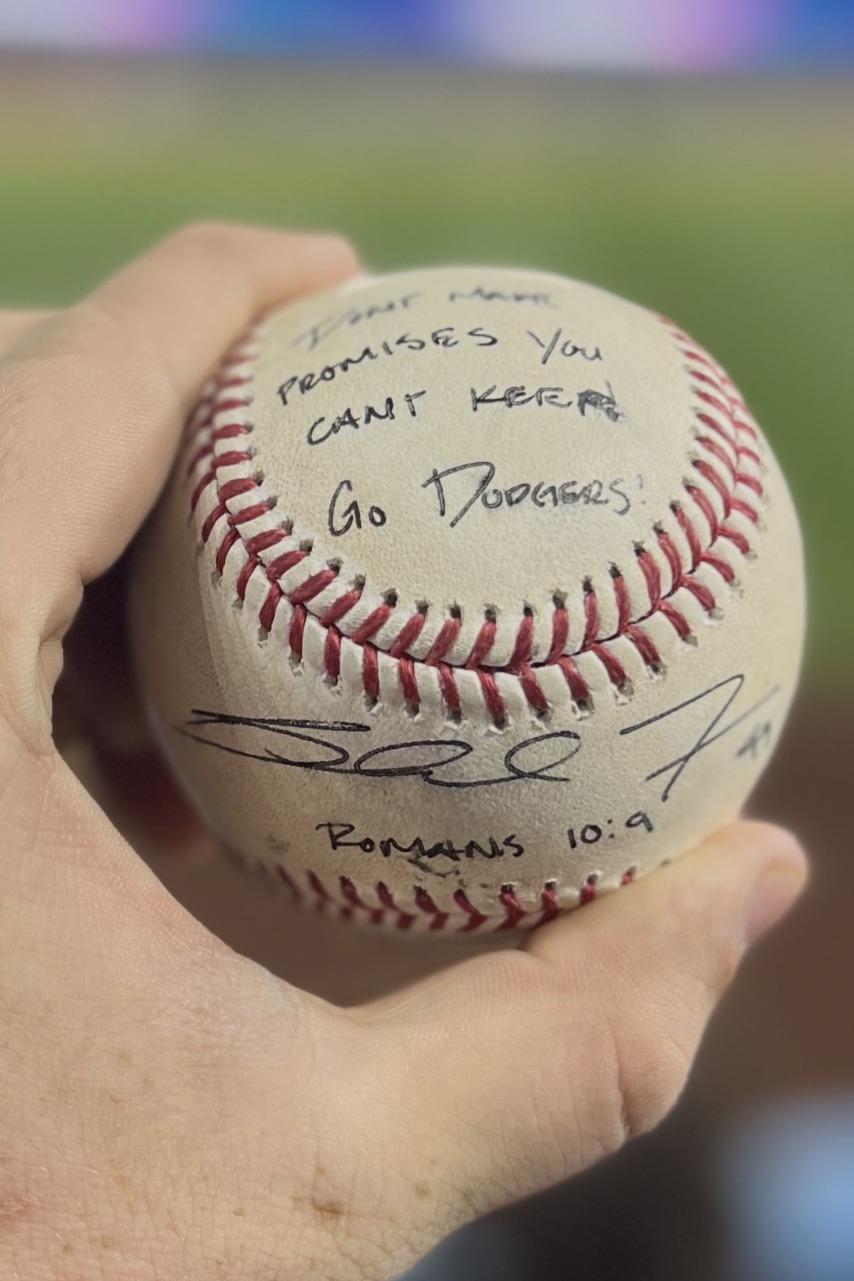 DONT MAKE
PROMISES YOU
CANT KEEP!
GO DODGERS!
ROMANS 10:9